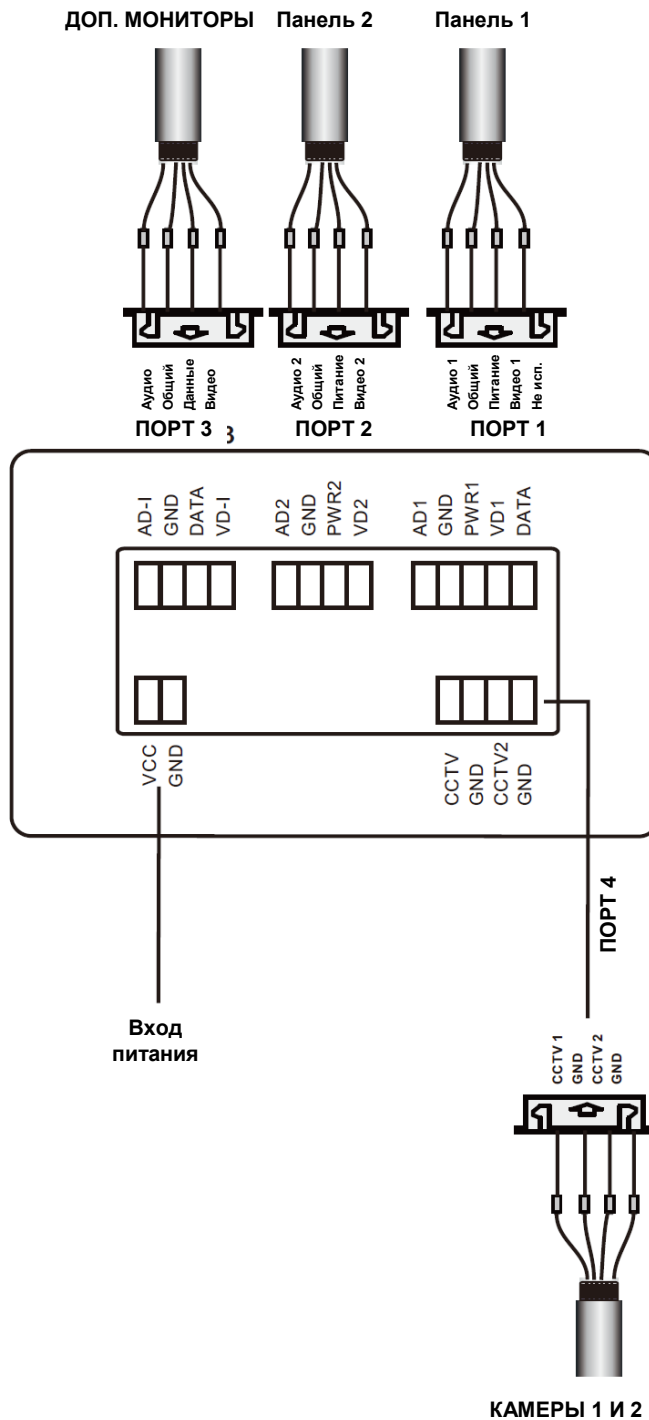 ДОП. МОНИТОРЫ Панель 2 Панель 1
Аудио
Общий
Данные
Видео
Аудио 2
Общий
Питание
Видео 2
Аудио 1
Общий
Питание
Видео 1
Не исп.
ПОРТ 3 ПОРТ 2 ПОРТ 1
AD-I
GND
DATA
VD-I
AD2
GND
PWR2
VD2
AD1
GND
PWR1
VD1
DATA
VCC
GND
CCTV
GND
CCTV2
GND
ПОРТ 4
Вход
питания
CCTV 1
GND
CCTV 2
GND
КАМЕРЫ 1 И 2